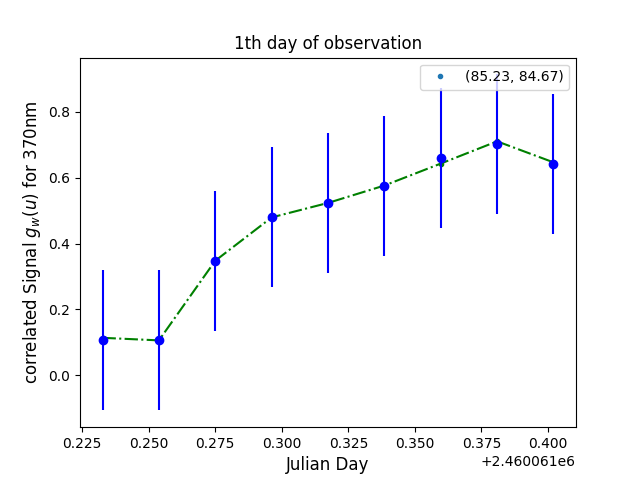 1th day of observation
(85.23, 84.67)
correlated Signal g_w(u) for 370nm
0.8
0.6
0.4
0.2
0.0
0.225 0.250 0.275 0.300 0.325 0.350 0.375 0.400
Julian Day
+2.460061e6